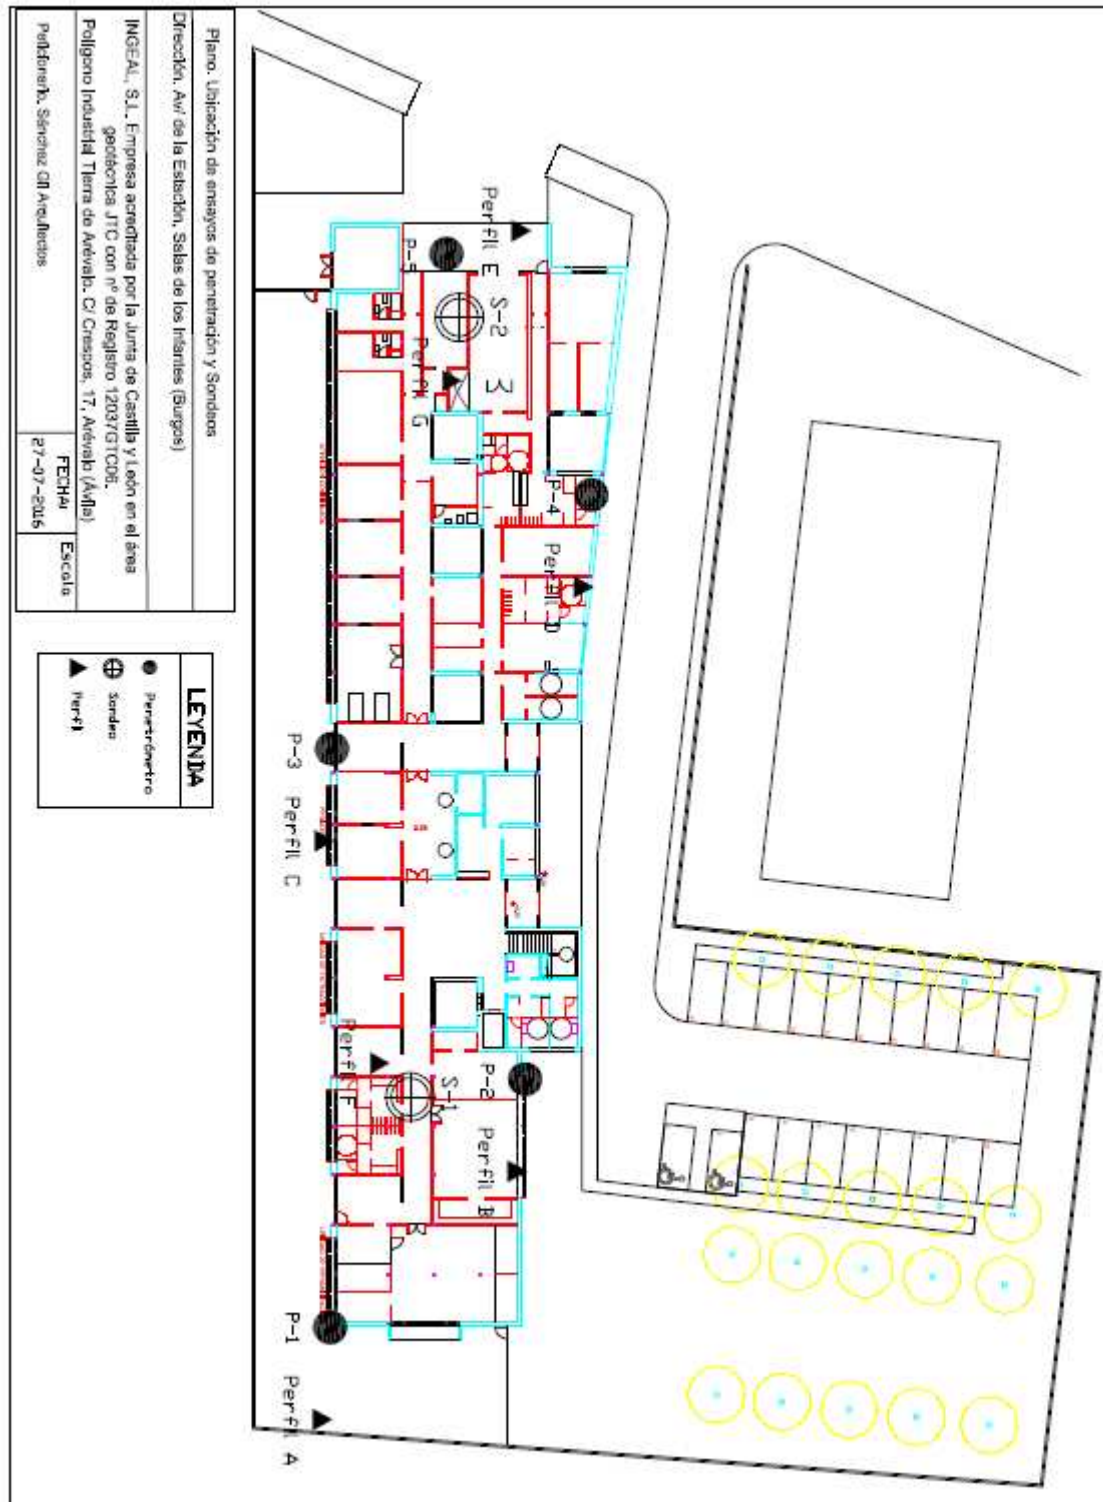 Plano. Ubicación de ensayos de penetración y Sondeos
Dirección. Avª de la Estación, Salas de los Infantes (Burgos)
INGEAL, S.L. Empresa acreditada por la Junta de Castilla y León en el área
geotécnica JTC con nº de Registro 12037GTC06.
Polígono Industrial Tierra de Arévalo. C/ Crespos, 17, Arévalo (Ávila)
Peticionario. Sánchez Gil Arquitectos
FECHA:
27-07-2016
Escala
LEYENDA
Penetrómetro
Sondeo
Perfil
Perfil E
P-5
S-2
Perfil G
P-4
Perfil D
P-3
Perfil C
Perfil F
S-1
P-2
Perfil B
P-1
Perfil A